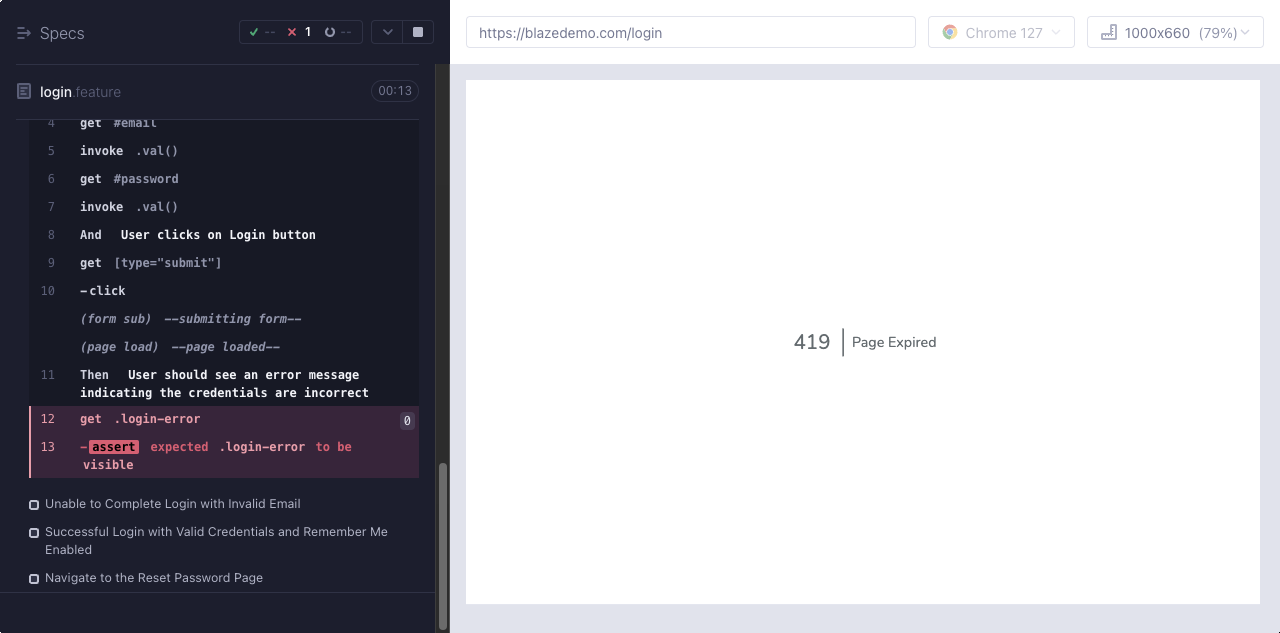 Specs
-- 1 --
https://blazedemo.com/login
Chrome 127
1000x660 (79%)
login.feature
00:13
4 get #email
5 invoke .val()
6 get #password
7 invoke .val()
8 And User clicks on Login button
9 get [type="submit"]
10 -click
(form sub) --submitting form--
(page load) --page loaded--
11 Then User should see an error message
indicating the credentials are incorrect
12 get .login-error 0
13 -assert expected .login-error to be
visible
Unable to Complete Login with Invalid Email
Successful Login with Valid Credentials and Remember Me
Enabled
Navigate to the Reset Password Page
419 Page Expired